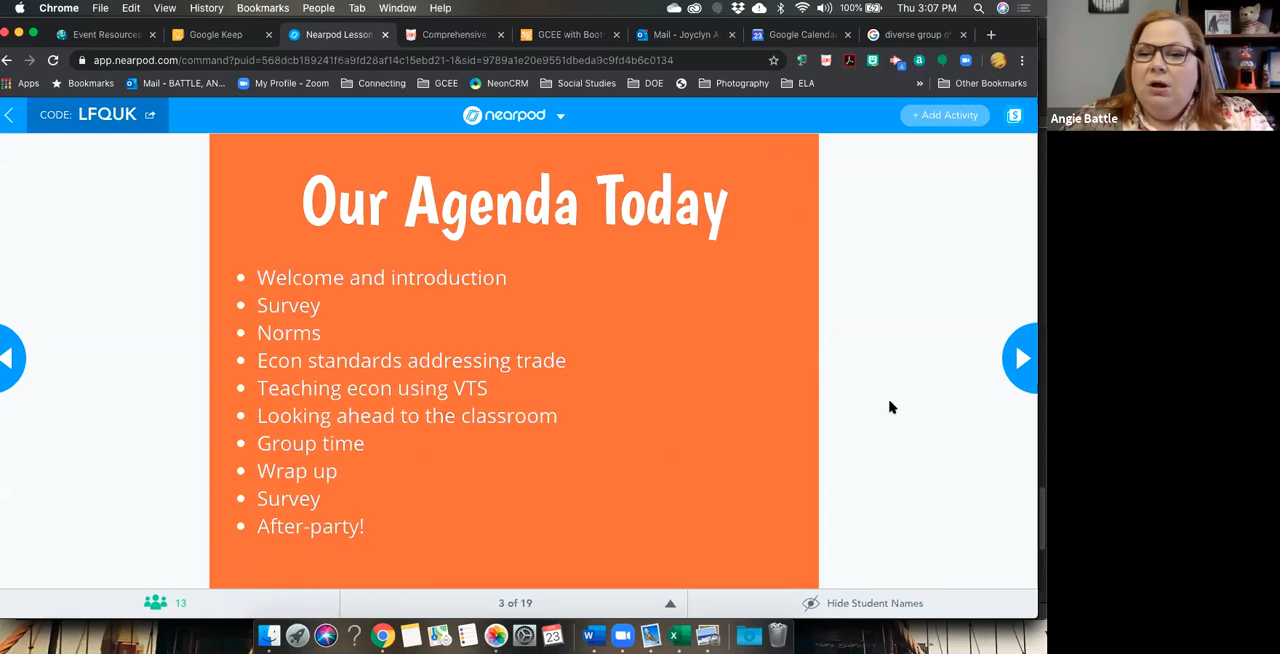 Chrome File Edit View History Bookmarks People Tab Window Help 100% Thu 3:07 PM
Event Resources Google Keep Nearpod Lesson Comprehensive GCEE with Boot Mail - Joyclyn A Google Calenda diverse group of
app.nearpod.com/command?puid=568dcb189241f6a9fd28af14c15ebd21-1&sid=9789a1e20e9551dbeda9c9fd4b6c0134
Apps Bookmarks Mail - BATTLE, AN... My Profile - Zoom Connecting GCEE NeonCRM Social Studies DOE Photography ELA » Other Bookmarks
CODE: LFQUK nearpod + Add Activity
Angie Battle
Our Agenda Today
• Welcome and introduction
• Survey
• Norms
• Econ standards addressing trade
• Teaching econ using VTS
• Looking ahead to the classroom
• Group time
• Wrap up
• Survey
• After-party!
13 3 of 19 Hide Student Names
23